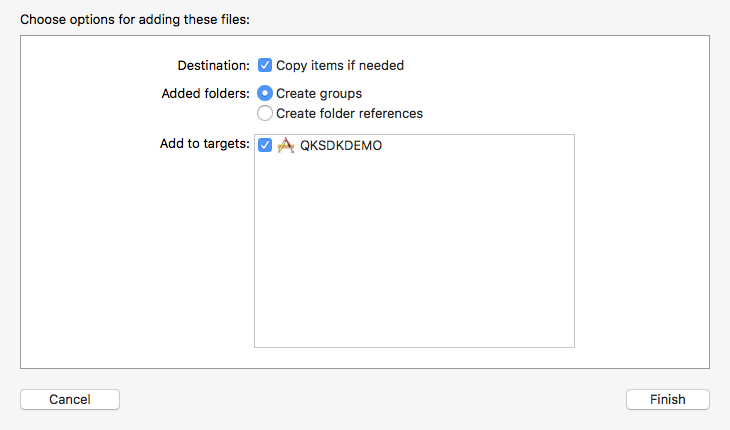 Choose options for adding these files:
Destination: Copy items if needed
Added folders: Create groups
Create folder references
Add to targets: QKSDKDEMO
Cancel Finish